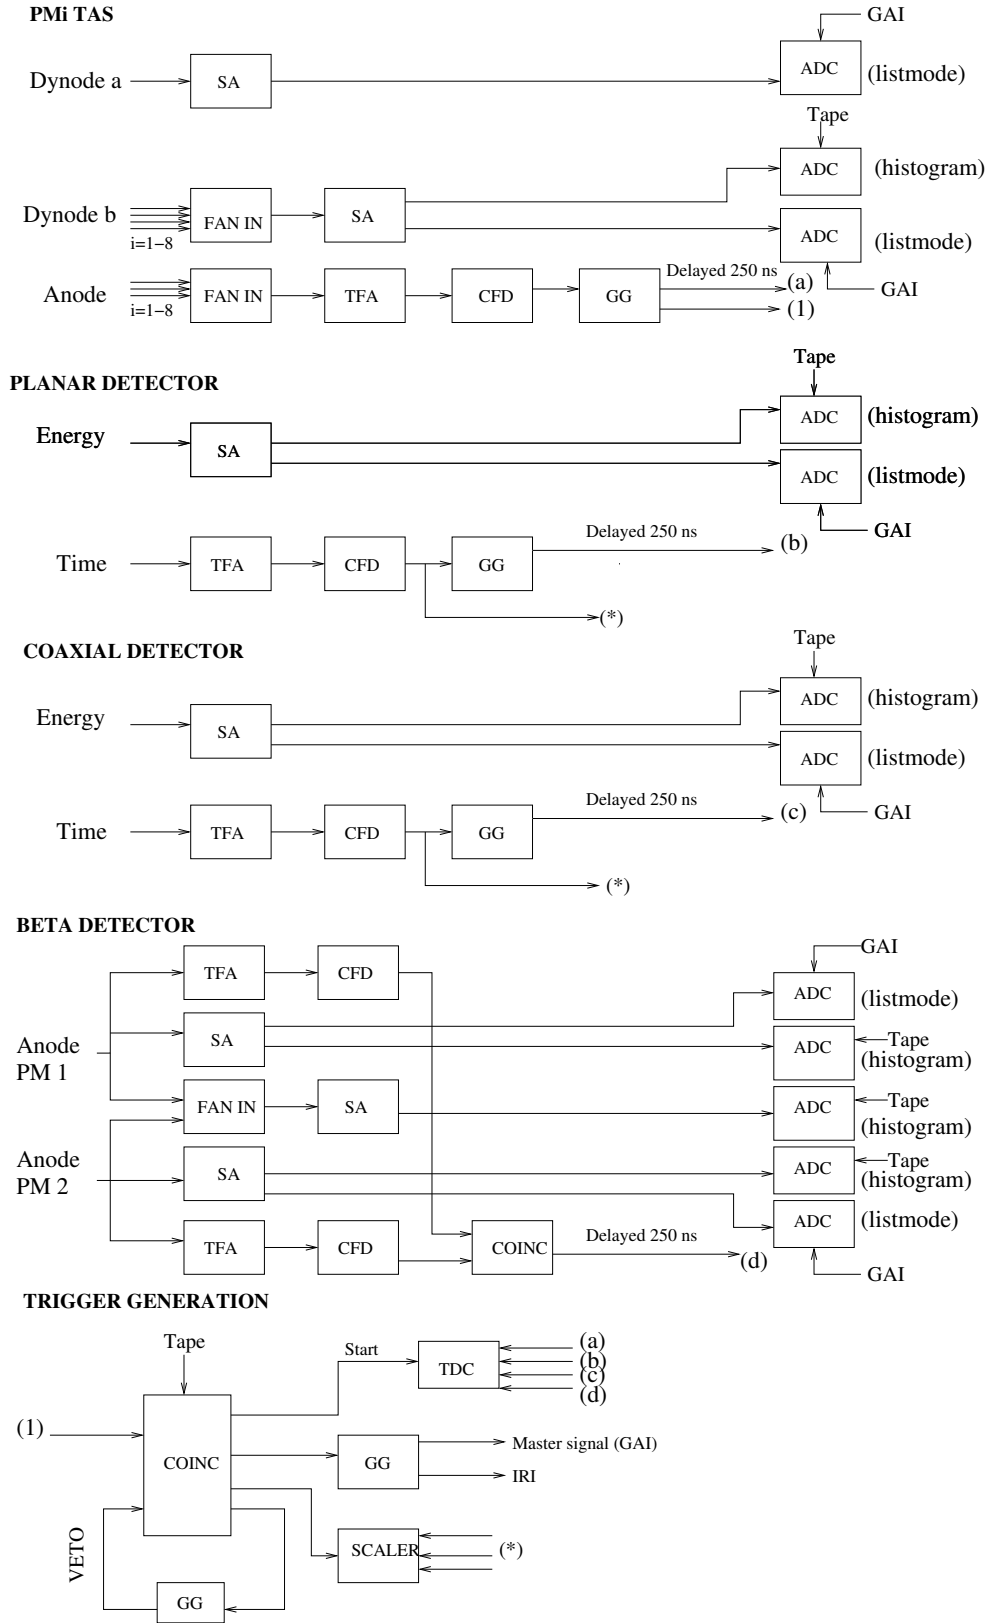 PMi TAS
GAI
Dynode a
SA
ADC
(listmode)
Tape
ADC
(histogram)
Dynode b
i=1−8
FAN IN
SA
ADC
(listmode)
GAI
Anode
i=1−8
FAN IN
TFA
CFD
GG
Delayed 250 ns
(a)
(1)
PLANAR DETECTOR
Tape
Energy
SA
ADC
(histogram)
ADC
(listmode)
GAI
Time
TFA
CFD
GG
Delayed 250 ns
(b)
(*)
COAXIAL DETECTOR
Tape
Energy
SA
ADC
(histogram)
ADC
(listmode)
GAI
Time
TFA
CFD
GG
Delayed 250 ns
(c)
(*)
BETA DETECTOR
GAI
TFA
CFD
ADC
(listmode)
Anode
PM 1
SA
ADC
Tape
(histogram)
FAN IN
SA
ADC
Tape
(histogram)
Anode
PM 2
SA
ADC
Tape
(histogram)
ADC
(listmode)
TFA
CFD
COINC
Delayed 250 ns
(d)
GAI
TRIGGER GENERATION
Tape
Start
TDC
(a)
(b)
(c)
(d)
(1)
COINC
GG
Master signal (GAI)
IRI
SCALER
(*)
VETO
GG